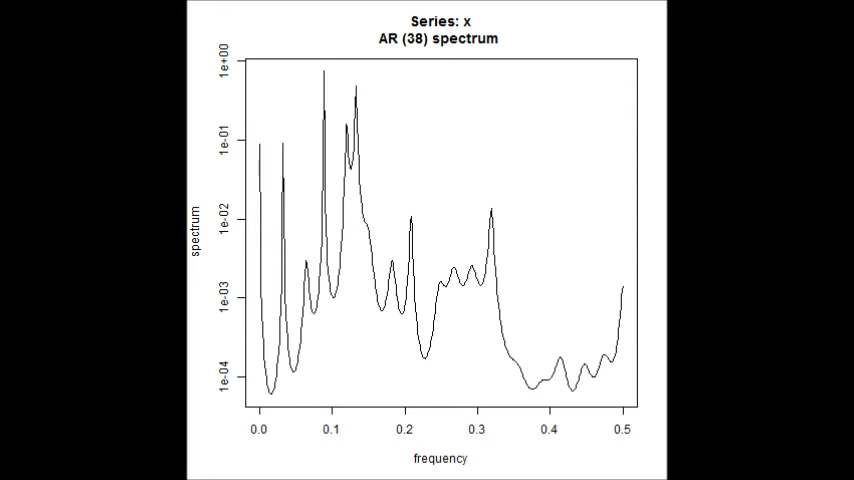 Series: x
AR (38) spectrum
1e+00
1e-01
1e-02
1e-03
1e-04
spectrum
0.0 0.1 0.2 0.3 0.4 0.5
frequency